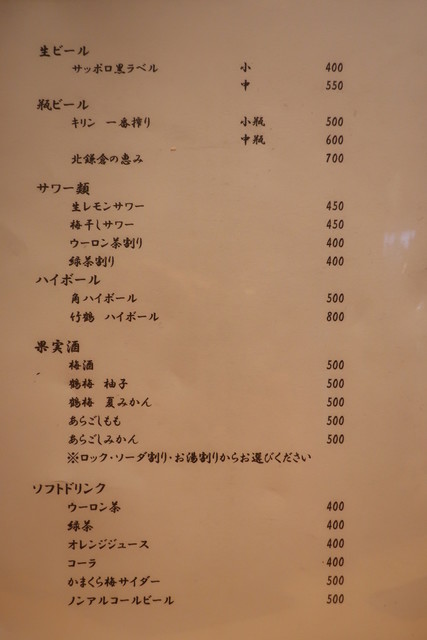 生ビール
サッポロ黒ラベル 小 400
中 550
瓶ビール
キリン 一番搾り 小瓶 500
中瓶 600
北鎌倉の恵み 700
サワー類
生レモンサワー 450
梅干しサワー 450
ウーロン茶割り 400
緑茶割り 400
ハイボール
角ハイボール 500
竹鶴 ハイボール 800
果実酒
梅酒 500
鶴梅 柚子 500
鶴梅 夏みかん 500
あらごしもも 500
あらごしみかん 500
※ロック・ソーダ割り・お湯割りからお選びください
ソフトドリンク
ウーロン茶 400
緑茶 400
オレンジジュース 400
コーラ 400
かまくら梅サイダー 500
ノンアルコールビール 500